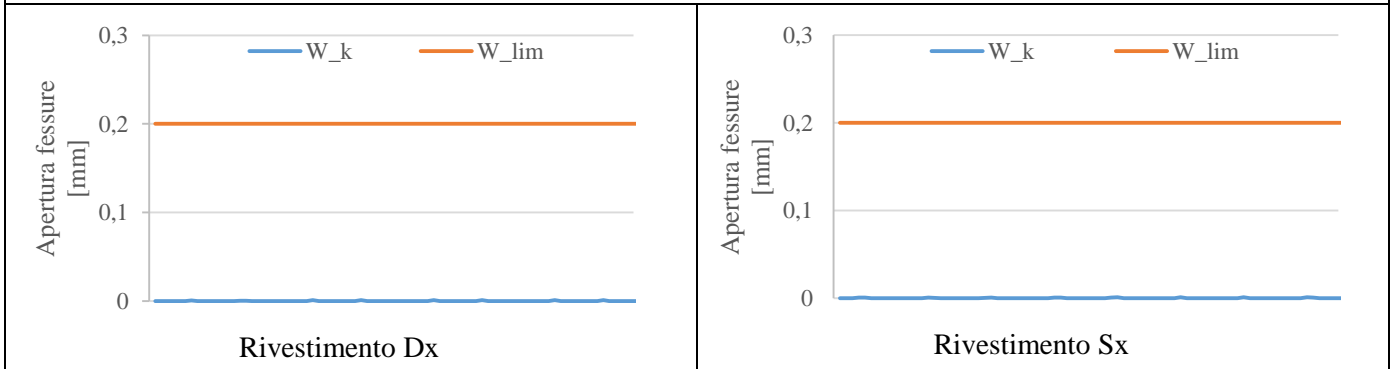 0,3
W_k
W_lim
0,2
0,1
0
Apertura fessure
[mm]
Rivestimento Dx
0,3
W_k
W_lim
0,2
0,1
0
Apertura fessure
[mm]
Rivestimento Sx